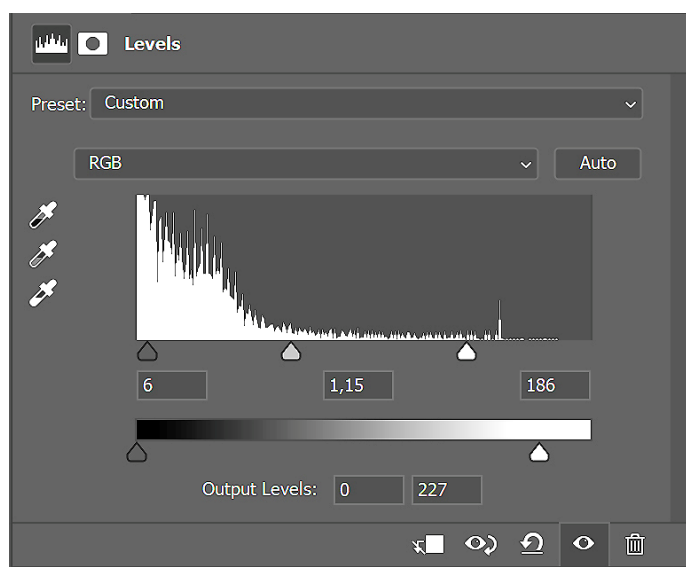 Levels
Preset: Custom
RGB Auto
6 1,15 186
Output Levels: 0 227